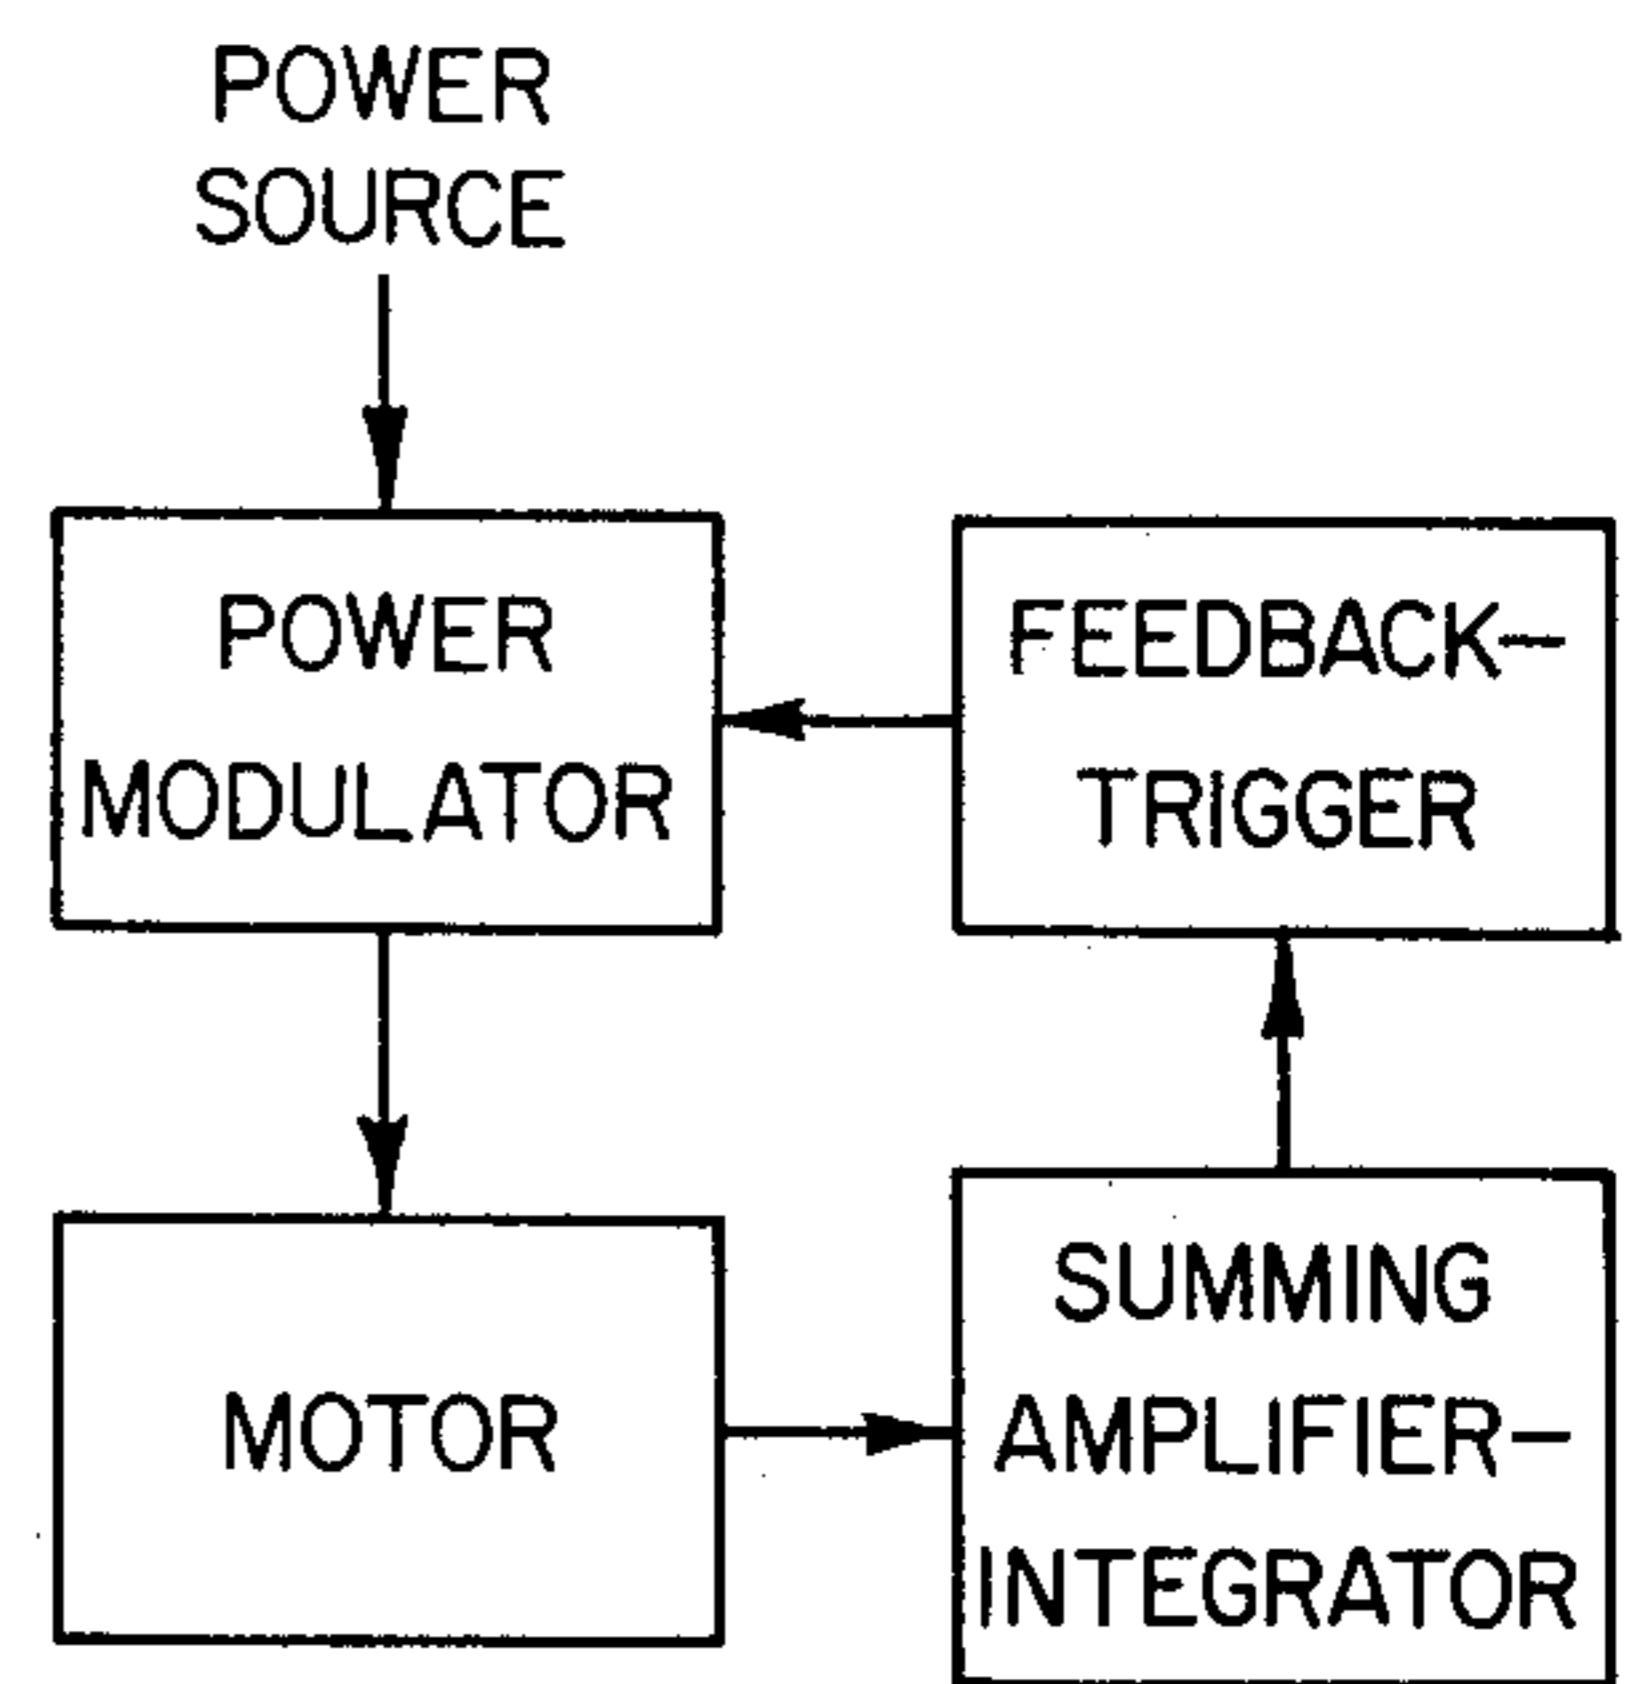 POWER
SOURCE
POWER
MODULATOR
FEEDBACK-
TRIGGER
MOTOR
SUMMING
AMPLIFIER-
INTEGRATOR